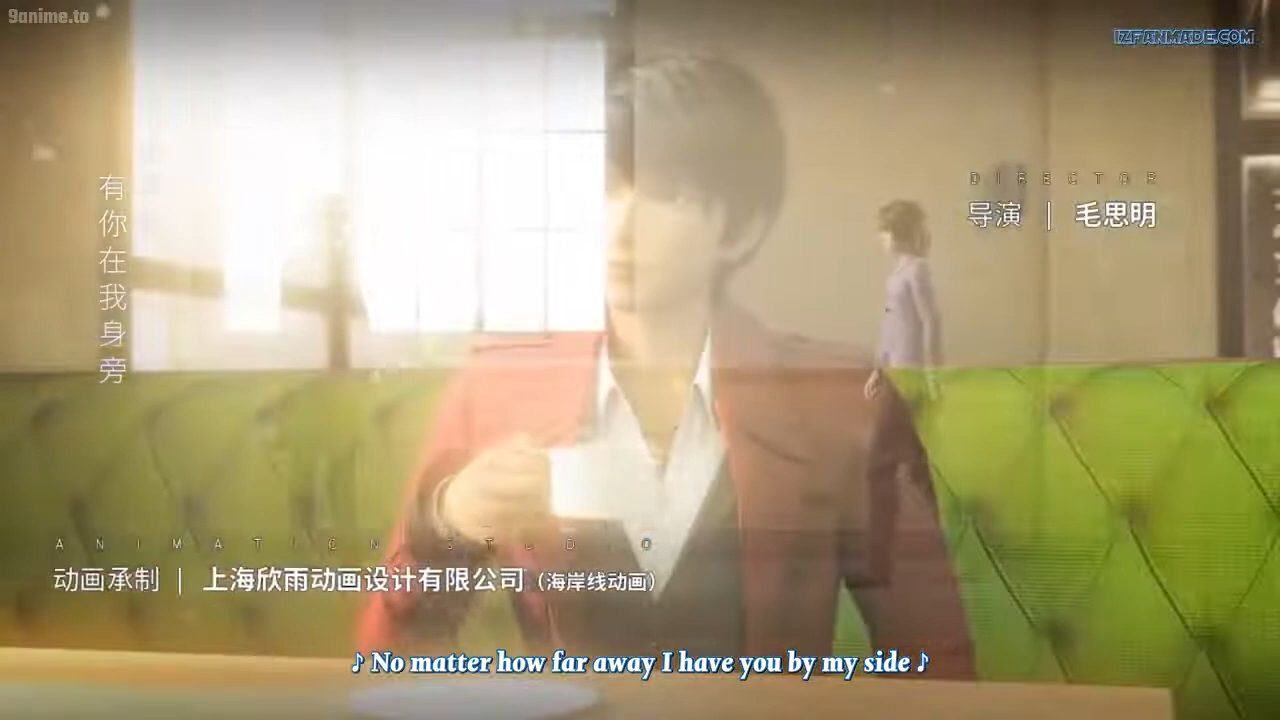 9anime.to
IZFANMADE.COM
有你在我身旁
DIRECTOR
导演 | 毛思明
ANIMATION STUDIO
动画承制 | 上海欣雨动画设计有限公司（海岸线动画）
♪ No matter how far away I have you by my side ♪